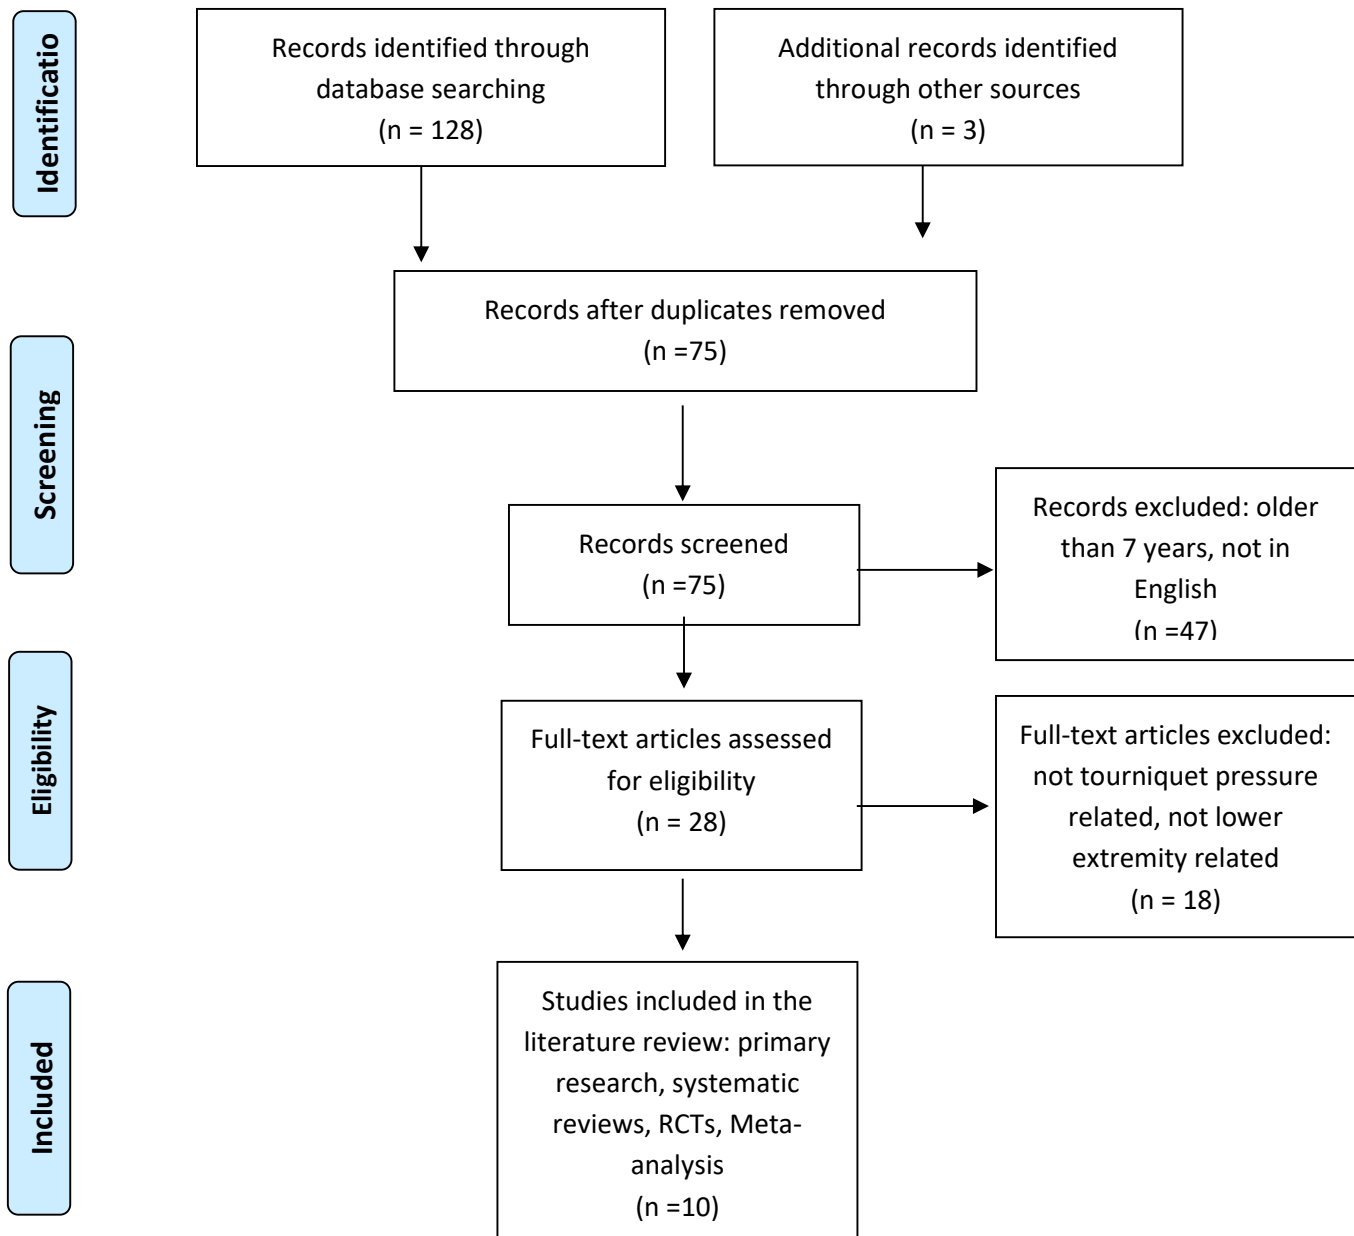 Identificatio
Records identified through
database searching
(n = 128)
Additional records identified
through other sources
(n = 3)
Records after duplicates removed
(n =75)
Screening
Records screened
(n =75)
Records excluded: older
than 7 years, not in
English
(n =47)
Eligibility
Full-text articles assessed
for eligibility
(n = 28)
Full-text articles excluded:
not tourniquet pressure
related, not lower
extremity related
(n = 18)
Included
Studies included in the
literature review: primary
research, systematic
reviews, RCTs, Meta-
analysis
(n =10)